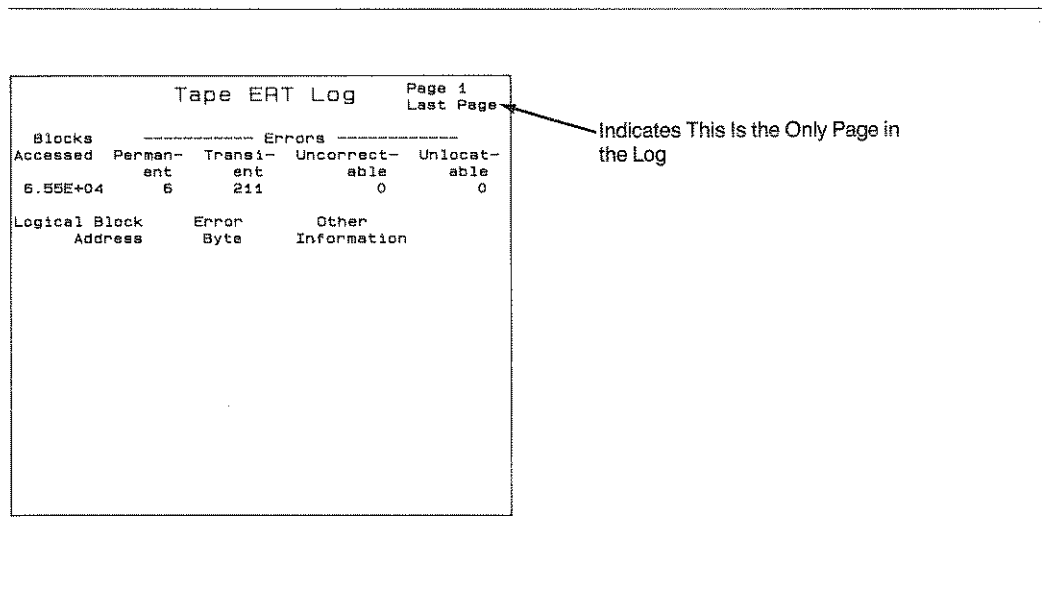 Tape ERT Log
Page 1
Last Page
Indicates This Is the Only Page in
the Log
Blocks ----------- Errors ------------
Accessed Perman- Transi- Uncorrect- Unlocat-
ent ent able able
6.55E+04 6 211 0 0
Logical Block Error Other
Address Byte Information